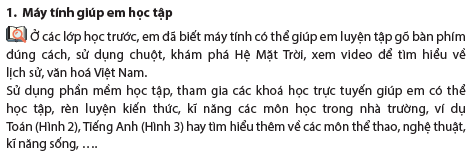 1. Máy tính giúp em học tập
Ở các lớp học trước, em đã biết máy tính có thể giúp em luyện tập gõ bàn phím
đúng cách, sử dụng chuột, khám phá Hệ Mặt Trời, xem video để tìm hiểu về
lịch sử, văn hoá Việt Nam.
Sử dụng phần mềm học tập, tham gia các khoá học trực tuyến giúp em có thể
học tập, rèn luyện kiến thức, kĩ năng các môn học trong nhà trường, ví dụ
Toán (Hình 2), Tiếng Anh (Hình 3) hay tìm hiểu thêm về các môn thể thao, nghệ thuật,
kĩ năng sống, ….